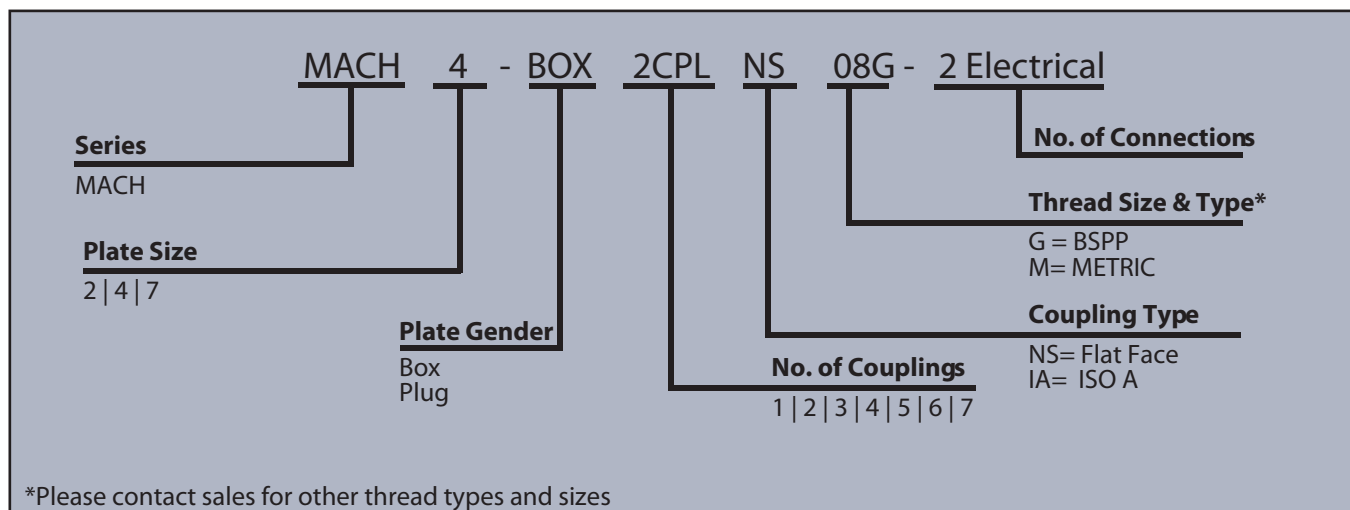 MACH 4 - BOX 2CPL NS 08G - 2 Electrical
Series
MACH
Plate Size
2 | 4 | 7
Plate Gender
Box
Plug
No. of Couplings
1 | 2 | 3 | 4 | 5 | 6 | 7
No. of Connections
Thread Size & Type*
G = BSPP
M= METRIC
Coupling Type
NS= Flat Face
IA= ISO A
*Please contact sales for other thread types and sizes